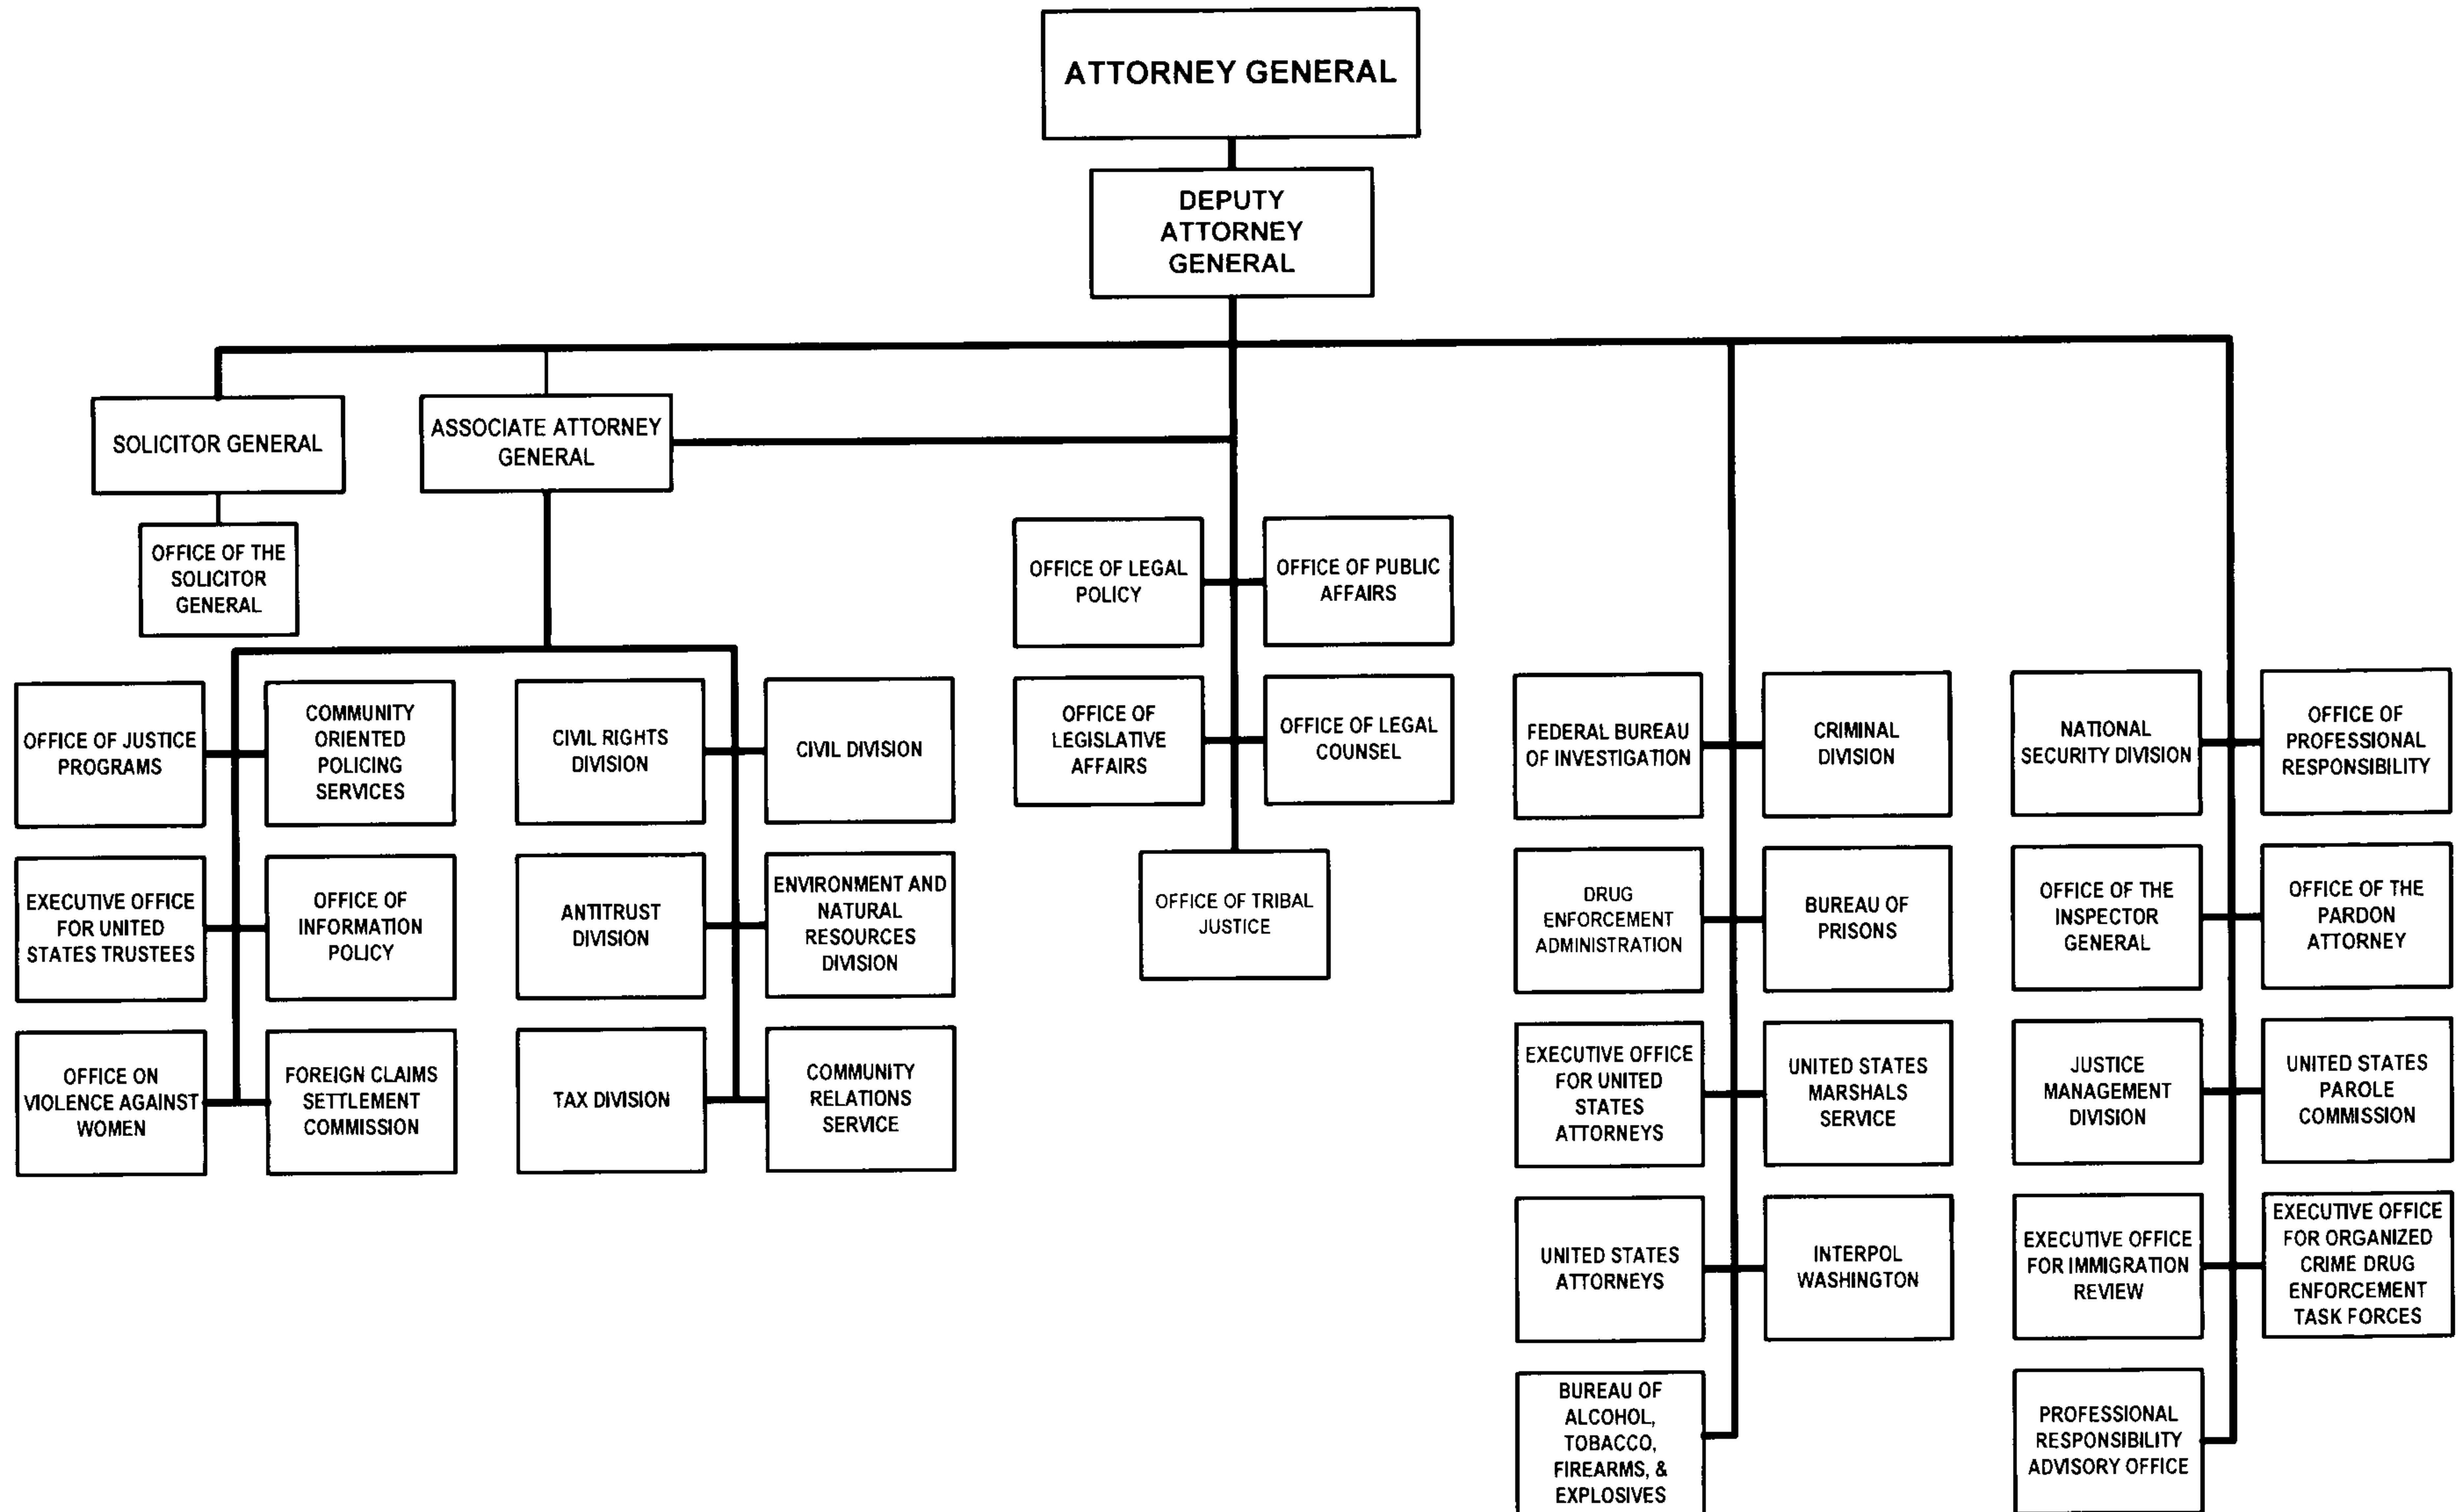 ATTORNEY GENERAL
DEPUTY
ATTORNEY
GENERAL
SOLICITOR GENERAL
ASSOCIATE ATTORNEY
GENERAL
OFFICE OF THE
SOLICITOR
GENERAL
OFFICE OF LEGAL
POLICY
OFFICE OF PUBLIC
AFFAIRS
OFFICE OF JUSTICE
PROGRAMS
COMMUNITY
ORIENTED
POLICING
SERVICES
CIVIL RIGHTS
DIVISION
CIVIL DIVISION
OFFICE OF
LEGISLATIVE
AFFAIRS
OFFICE OF LEGAL
COUNSEL
FEDERAL BUREAU
OF INVESTIGATION
CRIMINAL
DIVISION
NATIONAL
SECURITY DIVISION
OFFICE OF
PROFESSIONAL
RESPONSIBILITY
EXECUTIVE OFFICE
FOR UNITED
STATES TRUSTEES
OFFICE OF
INFORMATION
POLICY
ANTITRUST
DIVISION
ENVIRONMENT AND
NATURAL
RESOURCES
DIVISION
OFFICE OF TRIBAL
JUSTICE
DRUG
ENFORCEMENT
ADMINISTRATION
BUREAU OF
PRISONS
OFFICE OF THE
INSPECTOR
GENERAL
OFFICE OF THE
PARDON
ATTORNEY
OFFICE ON
VIOLENCE AGAINST
WOMEN
FOREIGN CLAIMS
SETTLEMENT
COMMISSION
TAX DIVISION
COMMUNITY
RELATIONS
SERVICE
EXECUTIVE OFFICE
FOR UNITED
STATES
ATTORNEYS
UNITED STATES
MARSHALS
SERVICE
JUSTICE
MANAGEMENT
DIVISION
UNITED STATES
PAROLE
COMMISSION
UNITED STATES
ATTORNEYS
INTERPOL
WASHINGTON
EXECUTIVE OFFICE
FOR IMMIGRATION
REVIEW
EXECUTIVE OFFICE
FOR ORGANIZED
CRIME DRUG
ENFORCEMENT
TASK FORCES
BUREAU OF
ALCOHOL,
TOBACCO,
FIREARMS, &
EXPLOSIVES
PROFESSIONAL
RESPONSIBILITY
ADVISORY OFFICE